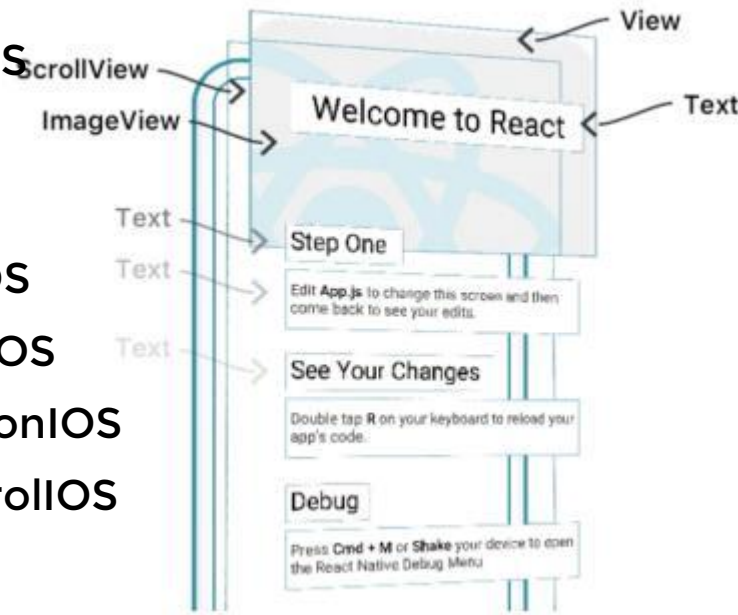 S
ScrollView
ImageView
View
Text
Welcome to React
Text
Step One
Text
Edit App.js to change this screen and then
come back to see your edits.
Text
See Your Changes
Double tap R on your keyboard to reload your
app's code.
Debug
Press Cmd + M or Shake your device to open
the React Native Debug Menu
OS
onIOS
rolIOS